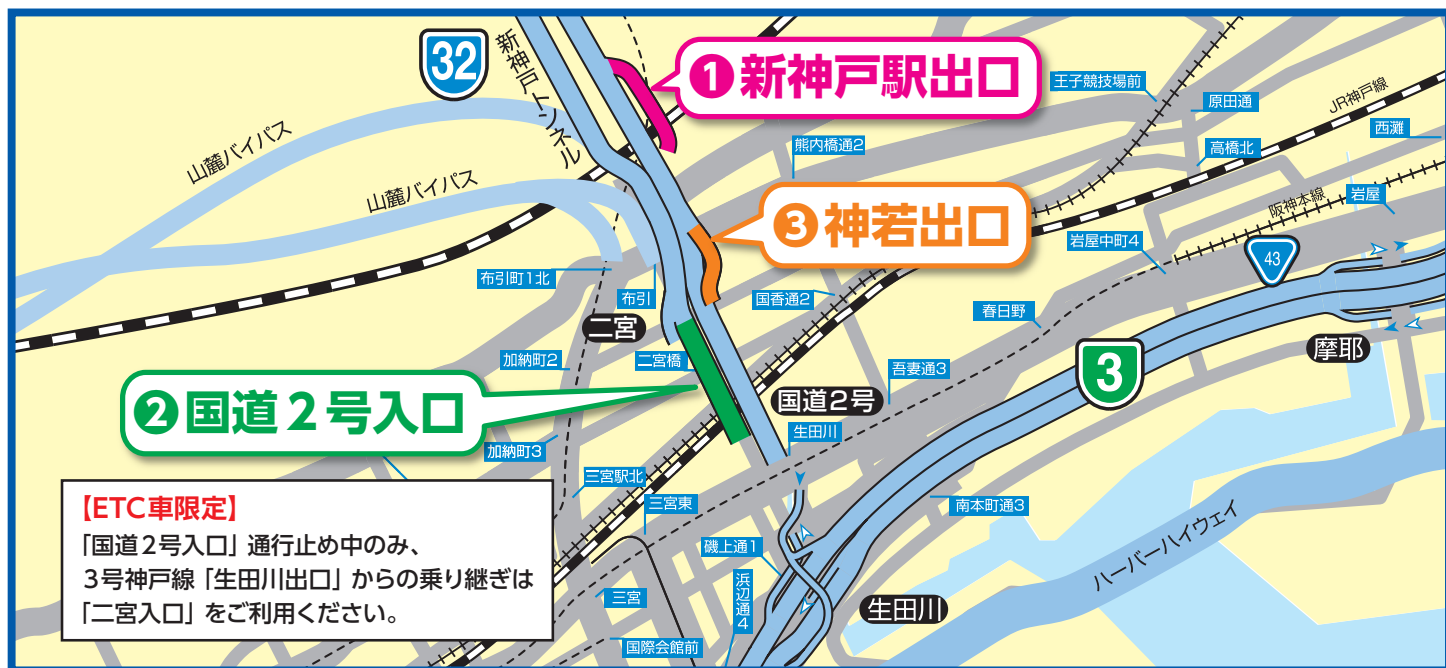 32
新神戸トンネル
❶新神戸駅出口
王子競技場前
原田通
JR神戸線
西灘
山麓バイパス
熊内橋通2
高橋北
山麓バイパス
阪神本線
岩屋
❸神若出口
岩屋中町4
43
布引町1北
布引
国香通2
春日野
二宮
加納町2
二宮橋
吾妻通3
3
摩耶
❷国道2号入口
国道2号
生田川
加納町3
三宮駅北
三宮東
南本町通3
【ETC車限定】
「国道2号入口」通行止め中のみ、
3号神戸線「生田川出口」からの乗り継ぎは
「二宮入口」をご利用ください。
磯上通1
ハーバーハイウェイ
浜辺通4
三宮
生田川
国際会館前